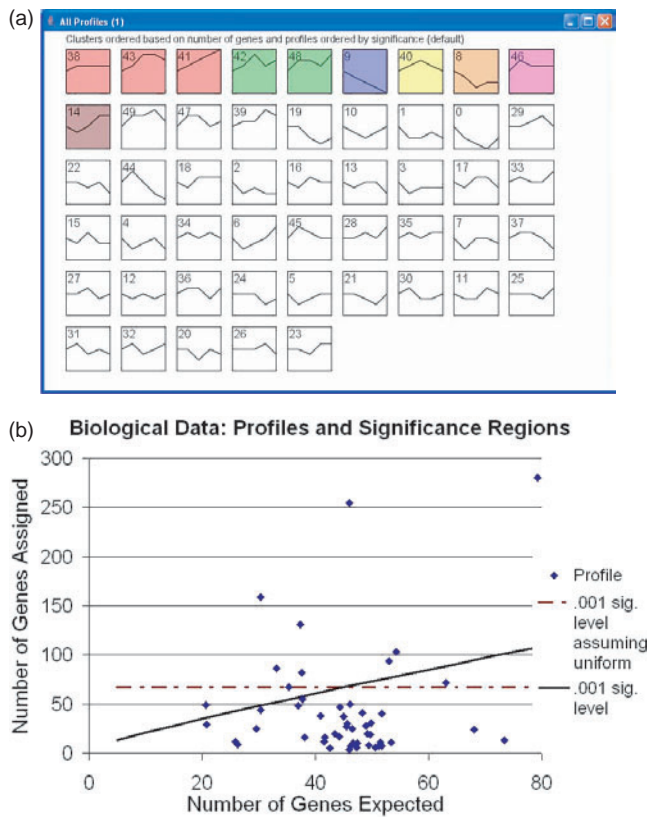 (a)
All Profiles (1)
Clusters ordered based on number of genes and profiles ordered by significance (default)
38 43 41 42 48 9 40 8 46
14 49 47 39 19 10 1 0 29
22 44 18 2 16 13 3 17 33
15 4 34 6 45 28 35 7 37
27 12 36 24 5 21 30 11 25
31 32 20 26 23
(b)
Biological Data: Profiles and Significance Regions
Number of Genes Assigned
300
250
200
150
100
50
0
0 20 40 60 80
Number of Genes Expected
Profile
.001 sig.
level
assuming
uniform
.001 sig.
level